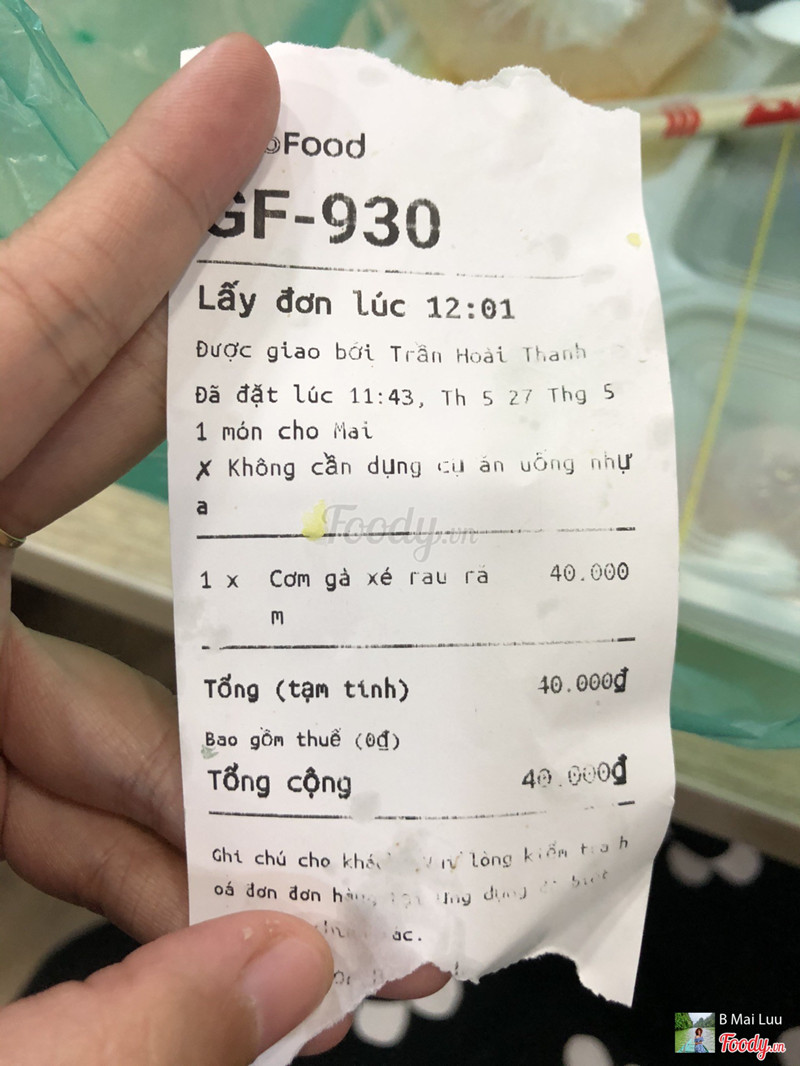 Food
GF-930
Lấy đơn lúc 12:01
Được giao bởi Trần Hoài Thanh
Đã đặt lúc 11:43, Th 5 27 Thg 5
1 món cho Mai
✗ Không cần dụng cụ ăn uống nhự
a
Foody.vn
1 x Cơm gà xé rau ră 40.000
m
Tổng (tạm tính) 40.000₫
Bao gồm thuế (0₫)
Tổng cộng 40.000₫
Ghi chú cho lòng kiểm tra h
oá đơn đơn ứng dụng biết
B Mai Luu
Foody.vn